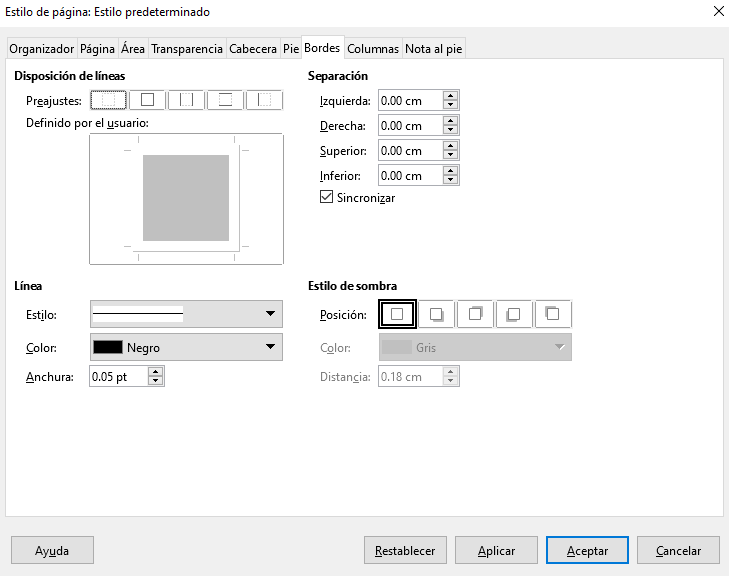 Estilo de página: Estilo predeterminado
Organizador Página Área Transparencia Cabecera Pie Bordes Columnas Nota al pie
Disposición de líneas
Preajustes:
Definido por el usuario:
Separación
Izquierda: 0.00 cm
Derecha: 0.00 cm
Superior: 0.00 cm
Inferior: 0.00 cm
Sincronizar
Línea
Estilo:
Color: Negro
Anchura: 0.05 pt
Estilo de sombra
Posición:
Color: Gris
Distancia: 0.18 cm
Ayuda Restablecer Aplicar Aceptar Cancelar